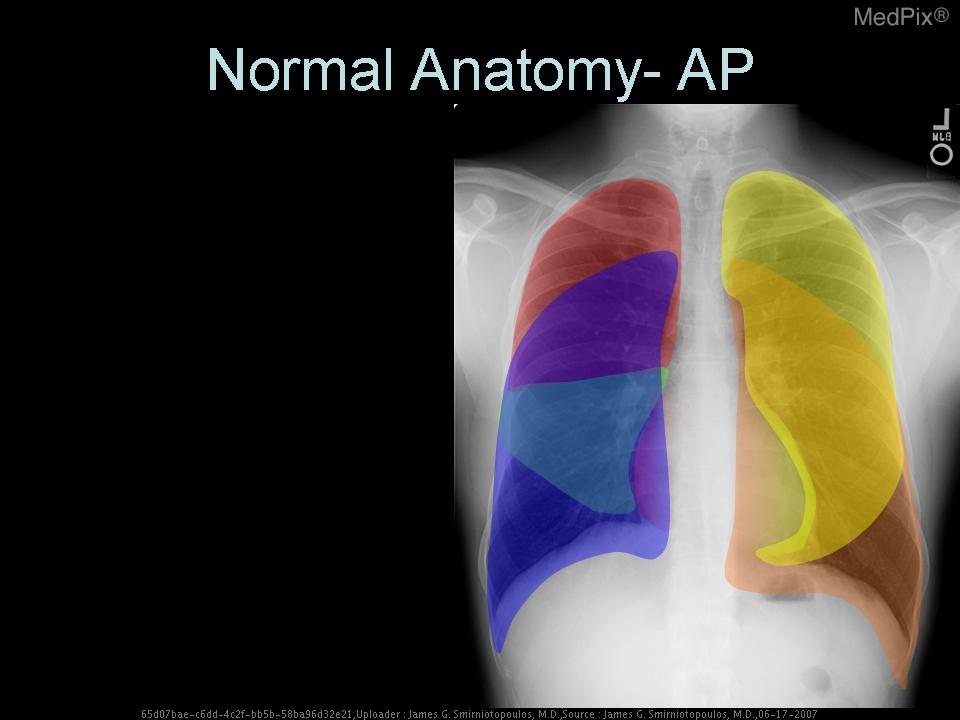 MedPix®
Normal Anatomy- AP
L
MLB
O
65d07bae-c6dd-4c2f-bb5b-58ba96d32e21,Uploader : James G. Smirniotopoulos, M.D.,Source : James G. Smirniotopoulos, M.D.,06-17-2007